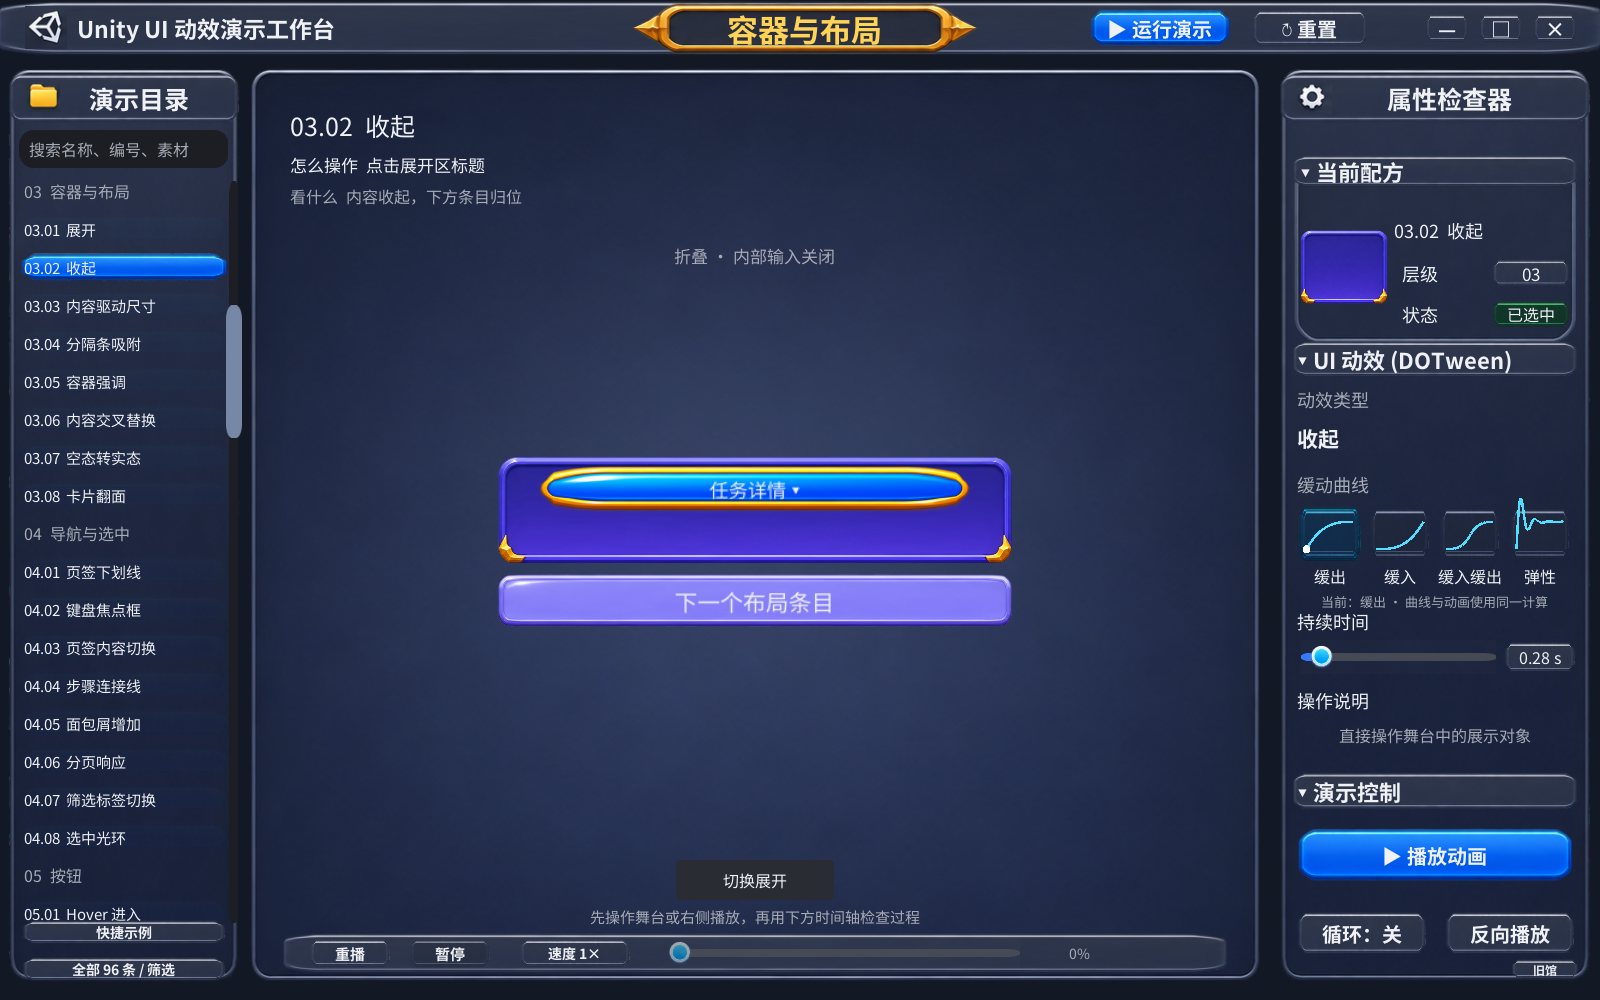 Unity UI 动效演示工作台
容器与布局
▶ 运行演示
重置
演示目录
搜索名称、编号、素材
03 容器与布局
03.01 展开
03.02 收起
03.03 内容驱动尺寸
03.04 分隔条吸附
03.05 容器强调
03.06 内容交叉替换
03.07 空态转实态
03.08 卡片翻面
04 导航与选中
04.01 页签下划线
04.02 键盘焦点框
04.03 页签内容切换
04.04 步骤连接线
04.05 面包屑增加
04.06 分页响应
04.07 筛选标签切换
04.08 选中光环
05 按钮
05.01 Hover 进入
快捷示例
全部 96 条 / 筛选
03.02 收起
怎么操作 点击展开区标题
看什么 内容收起，下方条目归位
折叠 · 内部输入关闭
任务详情 ▾
下一个布局条目
切换展开
先操作舞台或右侧播放，再用下方时间轴检查过程
重播
暂停
速度 1×
0%
属性检查器
▾ 当前配方
03.02 收起
层级
03
状态
已选中
▾ UI 动效 (DOTween)
动效类型
收起
缓动曲线
缓出
缓入
缓入缓出
弹性
当前：缓出 · 曲线与动画使用同一计算
持续时间
0.28 s
操作说明
直接操作舞台中的展示对象
▾ 演示控制
▶ 播放动画
循环：关
反向播放
旧馆